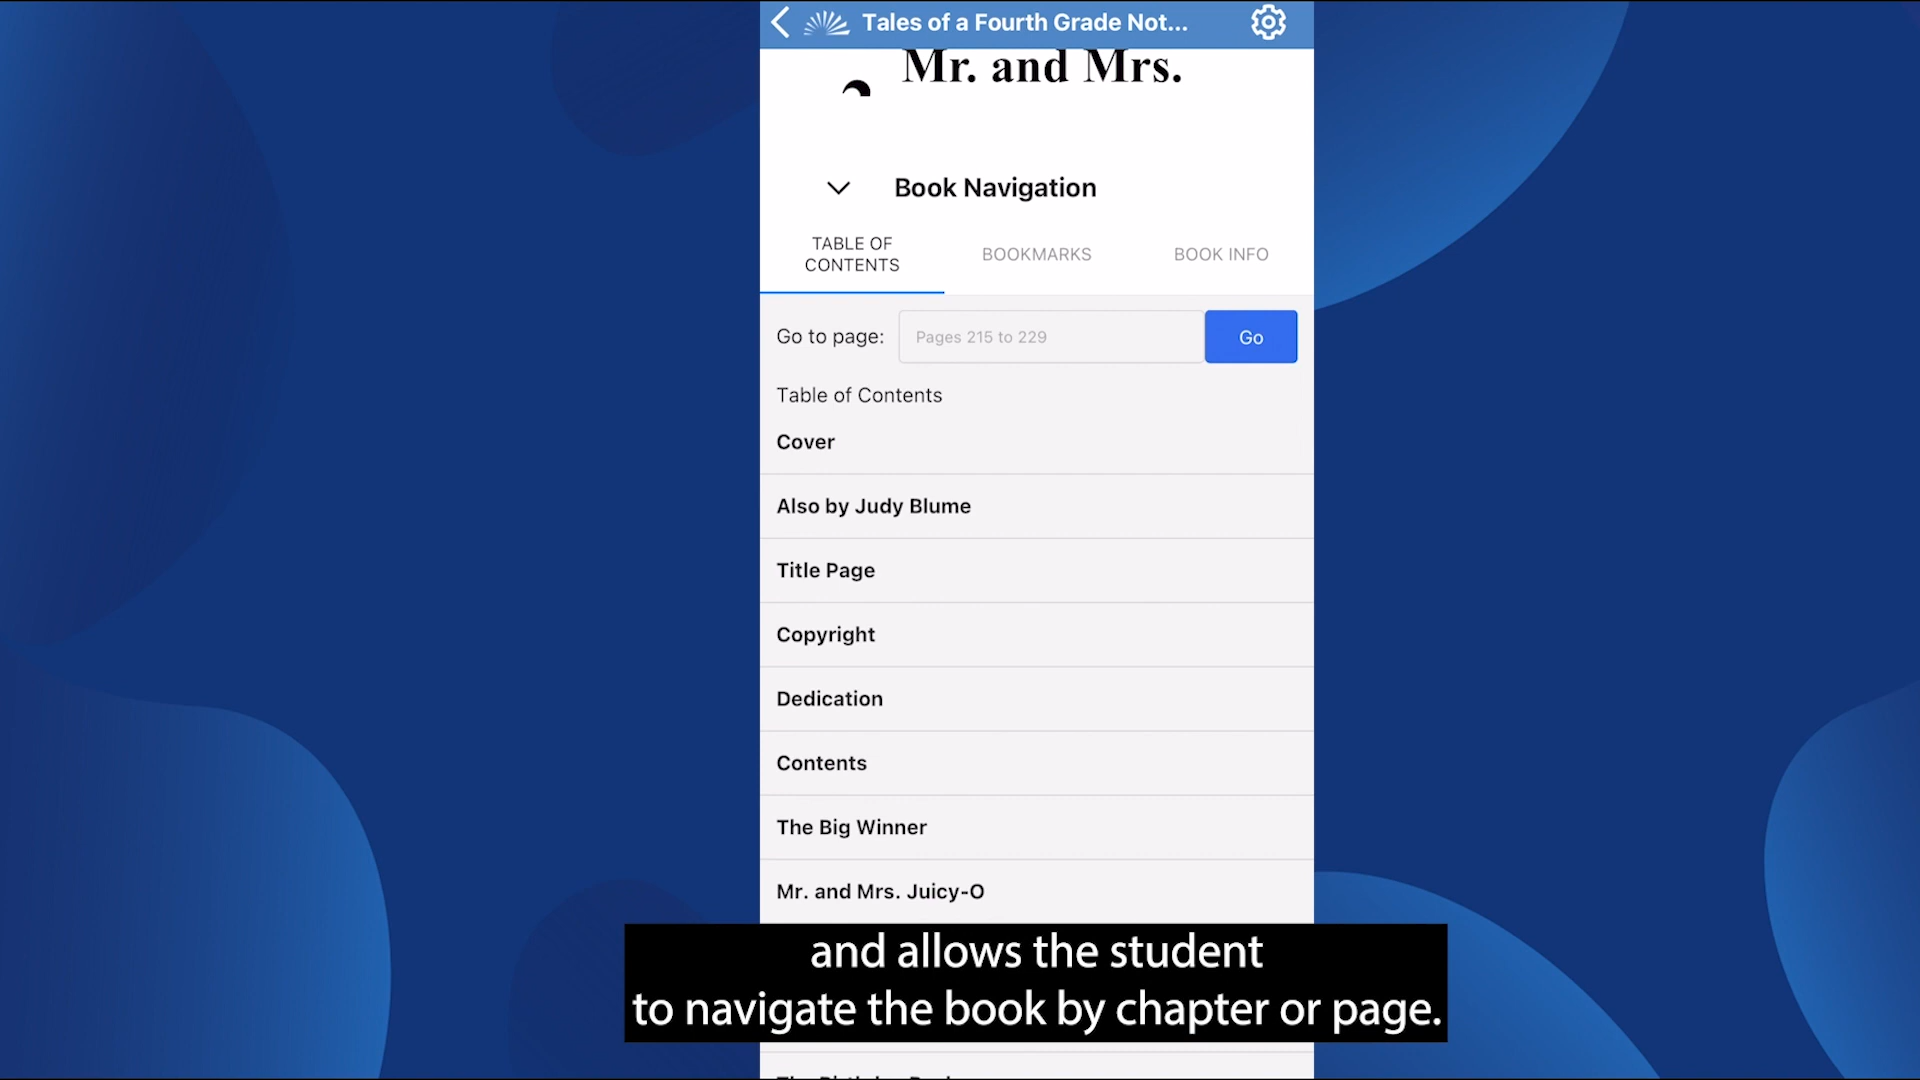 Tales of a Fourth Grade Not...
Mr. and Mrs.
Book Navigation
TABLE OF
CONTENTS
BOOKMARKS
BOOK INFO
Go to page:
Pages 215 to 229
Go
Table of Contents
Cover
Also by Judy Blume
Title Page
Copyright
Dedication
Contents
The Big Winner
Mr. and Mrs. Juicy-O
and allows the student
to navigate the book by chapter or page.